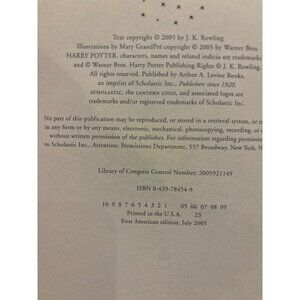 Text copyright © 2005 by J. K. Rowling
Illustrations by Mary GrandPré copyright © 2005 by Warner Bros.
HARRY POTTER, characters, names and related indicia are trademarks
and © Warner Bros. Harry Potter Publishing Rights © J. K. Rowling.
All rights reserved. Published by Arthur A. Levine Books,
an imprint of Scholastic Inc., Publishers since 1920.
SCHOLASTIC, the LANTERN LOGO, and associated logos are
trademarks and/or registered trademarks of Scholastic Inc.
No part of this publication may be reproduced, or stored in a retrieval system, or
in any form or by any means, electronic, mechanical, photocopying, recording, or
without written permission of the publisher. For information regarding permission
to Scholastic Inc., Attention: Permissions Department, 557 Broadway, New York, N
Library of Congress Control Number: 2005921149
ISBN 0-439-78454-9
10 9 8 7 6 5 4 3 2 1 05 06 07 08 09
Printed in the U.S.A. 23
First American edition, July 2005